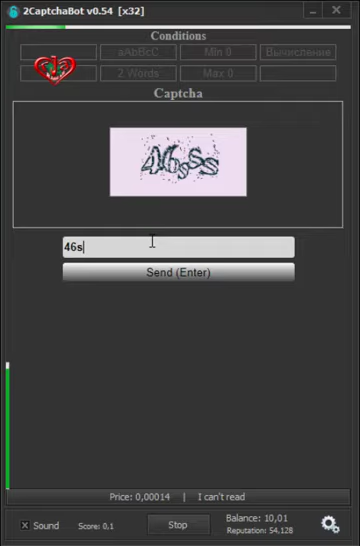 2CaptchaBot v0.54 [x32]
Conditions
aAbBcC MIn 0 Вычисление
2 Words Max 0
Captcha
46s
Send (Enter)
Price: 0,00014 | I can't read
Sound Score: 0,1 Stop Balance: 10,01
Reputation: 54,128